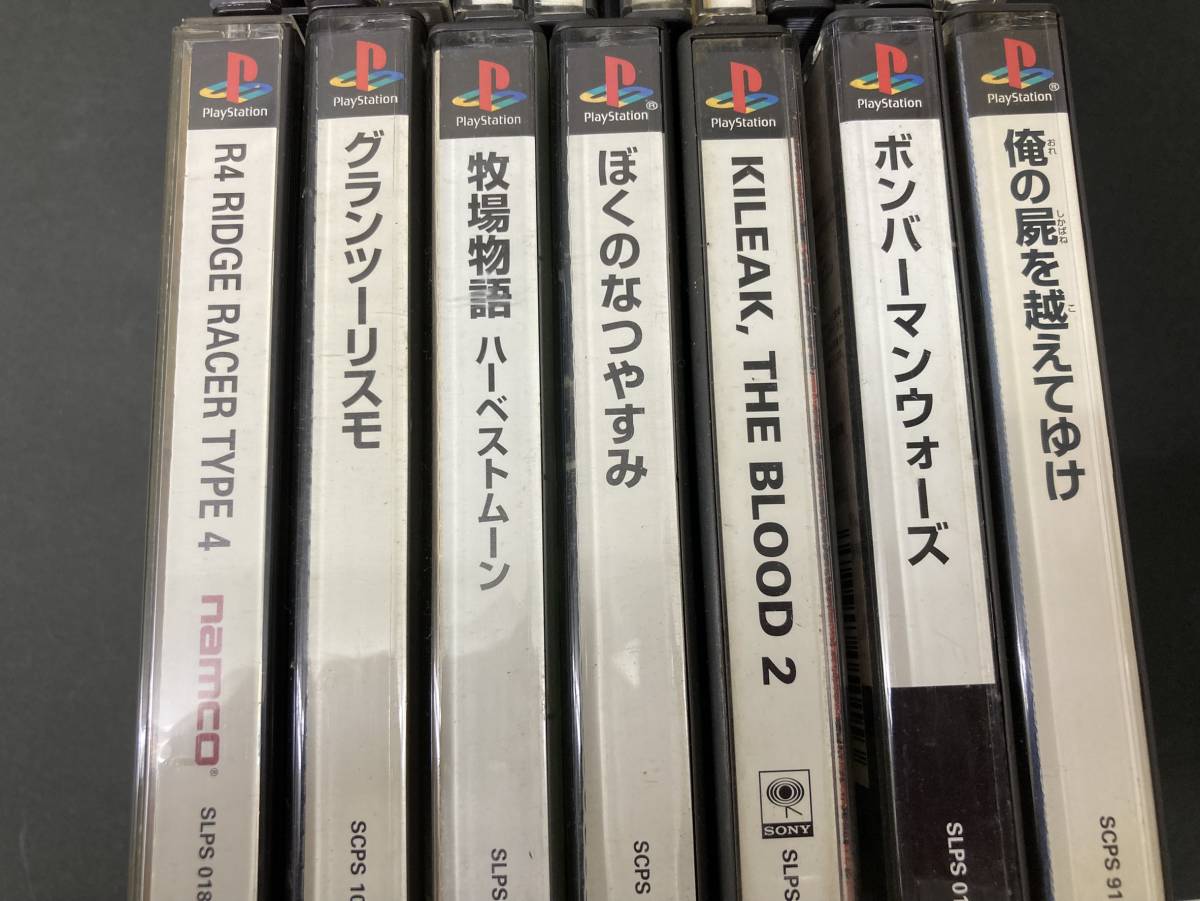 PlayStation
R4 RIDGE RACER TYPE 4 namco® SLPS 018
PlayStation
グランツーリスモ SCPS 10
PlayStation
牧場物語 ハーベストムーン SLPS
PlayStation®
ぼくのなつやすみ SCPS
PlayStation
KILEAK, THE BLOOD 2 SONY SLPS
PlayStation
ボンバーマンウォーズ SLPS 01
PlayStation®
おれ しかばね こ
俺の屍を越えてゆけ SCPS 91